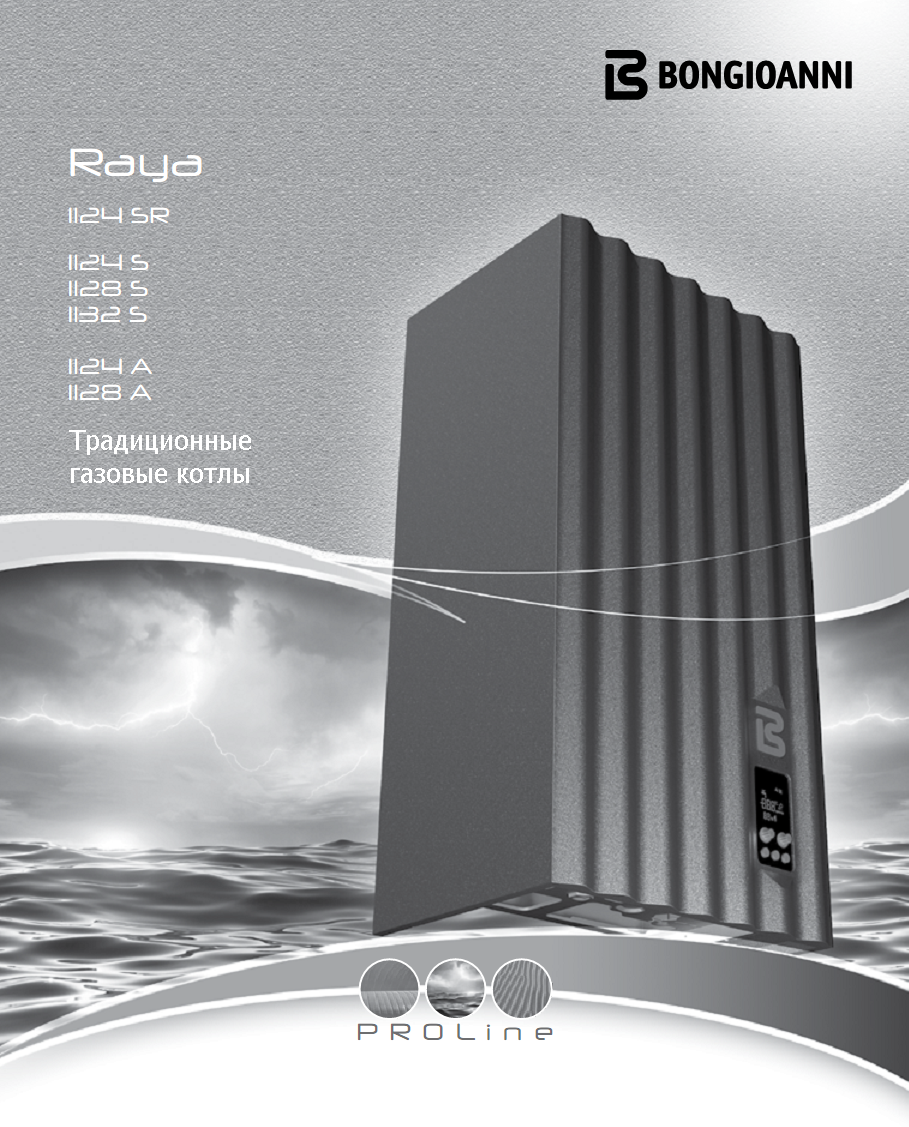 BONGIOANNI
Raya
1124 SR
1124 S
1128 S
1132 S
1124 A
1128 A
Традиционные
газовые котлы
PROLine